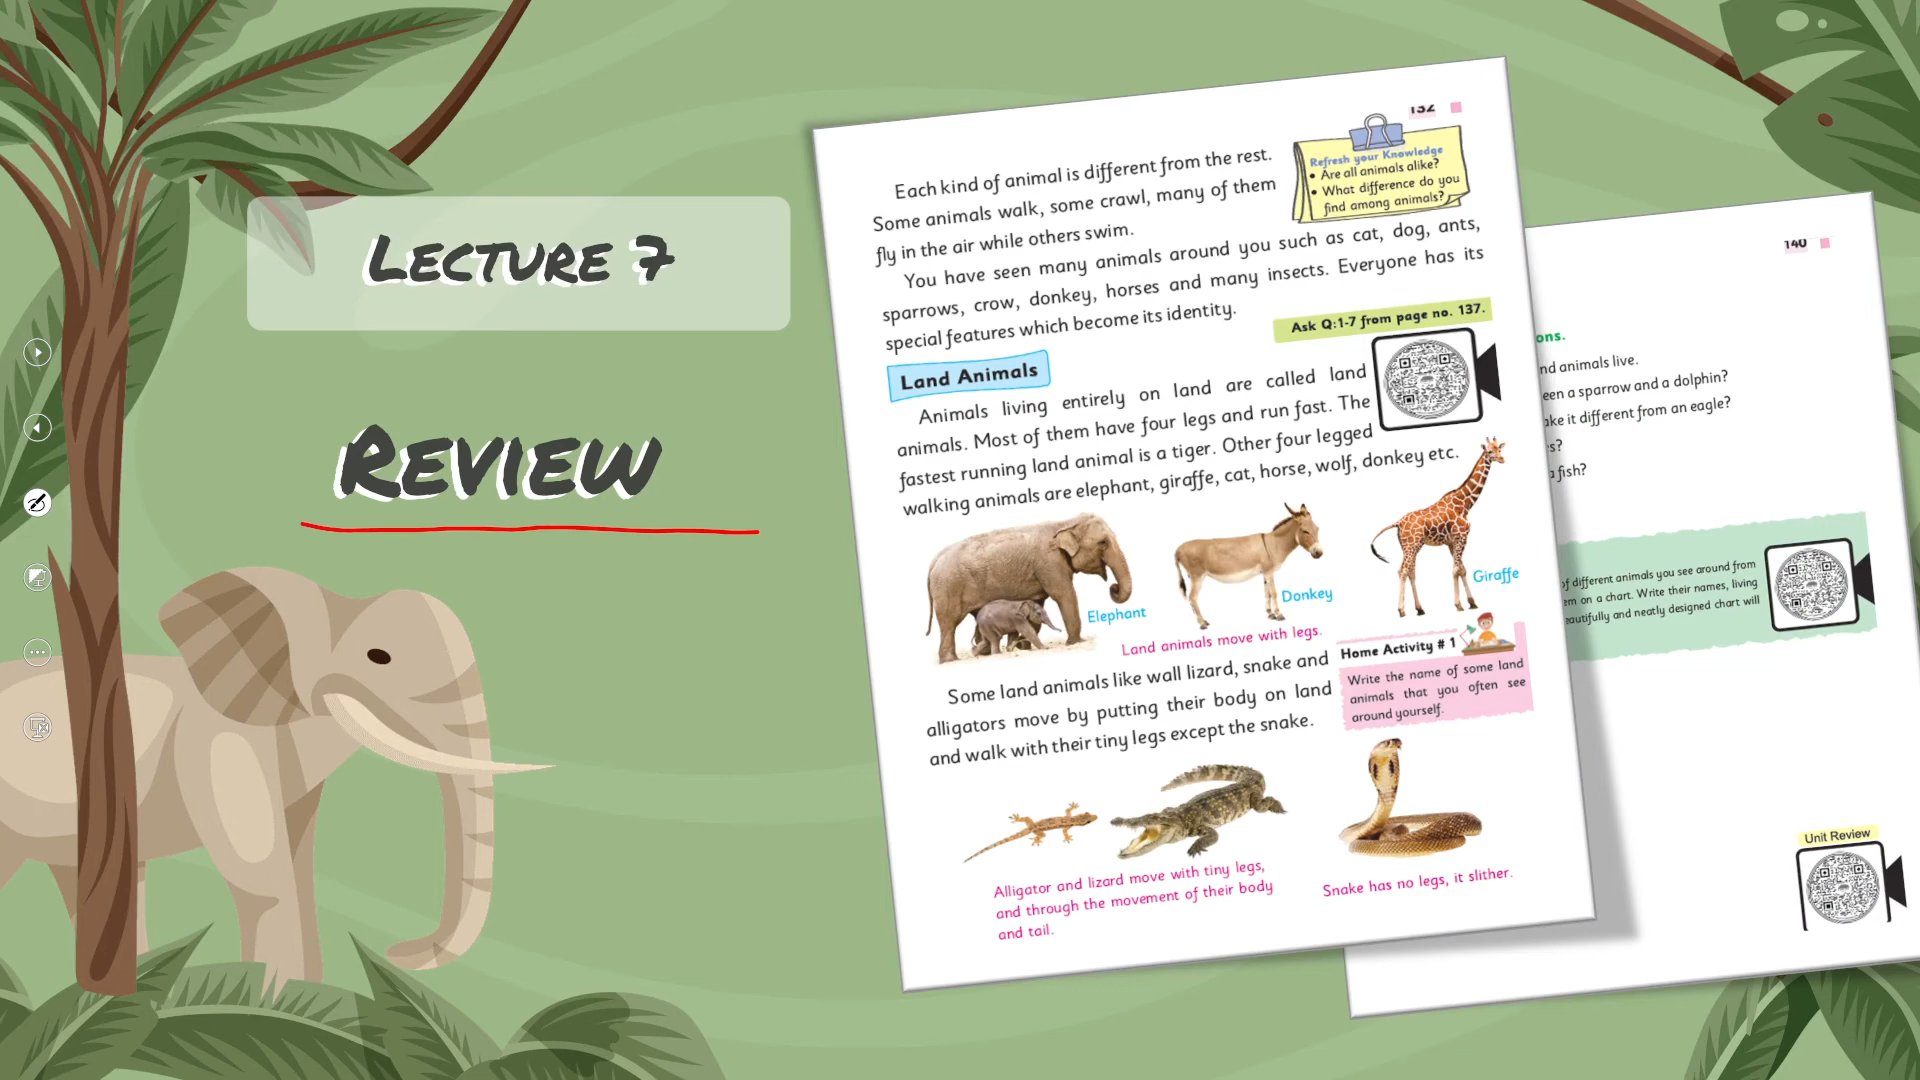 Lecture 7
Review
132
Each kind of animal is different from the rest.
Some animals walk, some crawl, many of them
fly in the air while others swim.
Refresh your Knowledge
• Are all animals alike?
• What difference do you
find among animals?
You have seen many animals around you such as cat, dog, ants,
sparrows, crow, donkey, horses and many insects. Everyone has its
special features which become its identity.
Ask Q:1-7 from page no. 137.
Land Animals
Animals living entirely on land are called land
animals. Most of them have four legs and run fast. The
fastest running land animal is a tiger. Other four legged
walking animals are elephant, giraffe, cat, horse, wolf, donkey etc.
Elephant
Donkey
Giraffe
Land animals move with legs.
Home Activity # 1
Write the name of some land
animals that you often see
around yourself.
Some land animals like wall lizard, snake and
alligators move by putting their body on land
and walk with their tiny legs except the snake.
Alligator and lizard move with tiny legs,
and through the movement of their body
and tail.
Snake has no legs, it slither.
140
ons.
nd animals live.
een a sparrow and a dolphin?
ake it different from an eagle?
s?
a fish?
of different animals you see around from
em on a chart. Write their names, living
eautifully and neatly designed chart will
Unit Review